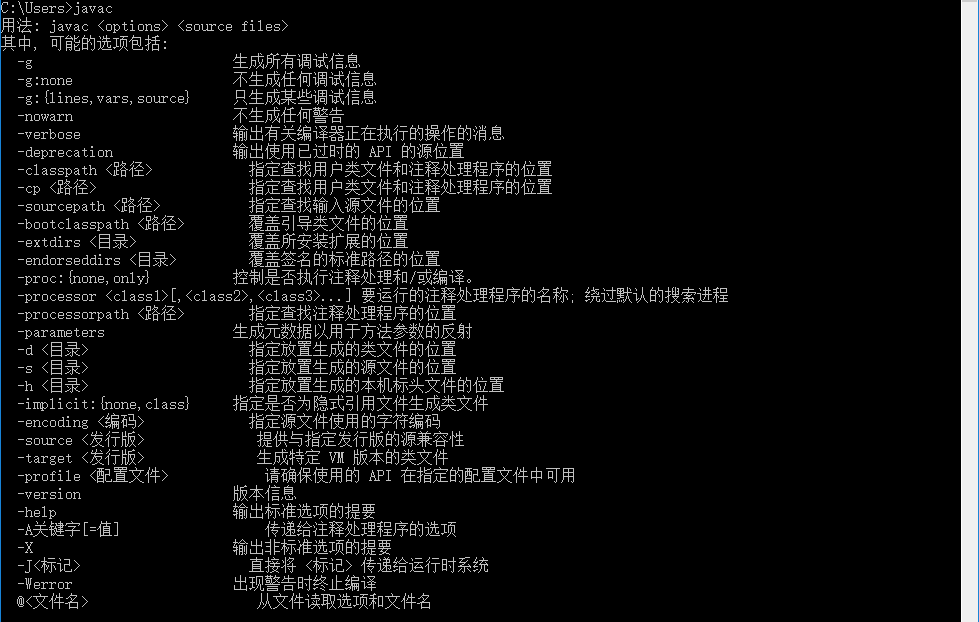 C:\Users>javac
用法: javac <options> <source files>
其中, 可能的选项包括:
-g 生成所有调试信息
-g:none 不生成任何调试信息
-g:{lines,vars,source} 只生成某些调试信息
-nowarn 不生成任何警告
-verbose 输出有关编译器正在执行的操作的消息
-deprecation 输出使用已过时的 API 的源位置
-classpath <路径> 指定查找用户类文件和注释处理程序的位置
-cp <路径> 指定查找用户类文件和注释处理程序的位置
-sourcepath <路径> 指定查找输入源文件的位置
-bootclasspath <路径> 覆盖引导类文件的位置
-extdirs <目录> 覆盖所安装扩展的位置
-endorseddirs <目录> 覆盖签名的标准路径的位置
-proc:{none,only} 控制是否执行注释处理和/或编译。
-processor <class1>[,<class2>,<class3>...] 要运行的注释处理程序的名称; 绕过默认的搜索进程
-processorpath <路径> 指定查找注释处理程序的位置
-parameters 生成元数据以用于方法参数的反射
-d <目录> 指定放置生成的类文件的位置
-s <目录> 指定放置生成的源文件的位置
-h <目录> 指定放置生成的本机标头文件的位置
-implicit:{none,class} 指定是否为隐式引用文件生成类文件
-encoding <编码> 指定源文件使用的字符编码
-source <发行版> 提供与指定发行版的源兼容性
-target <发行版> 生成特定 VM 版本的类文件
-profile <配置文件> 请确保使用的 API 在指定的配置文件中可用
-version 版本信息
-help 输出标准选项的提要
-A关键字[=值] 传递给注释处理程序的选项
-X 输出非标准选项的提要
-J<标记> 直接将 <标记> 传递给运行时系统
-Werror 出现警告时终止编译
@<文件名> 从文件读取选项和文件名